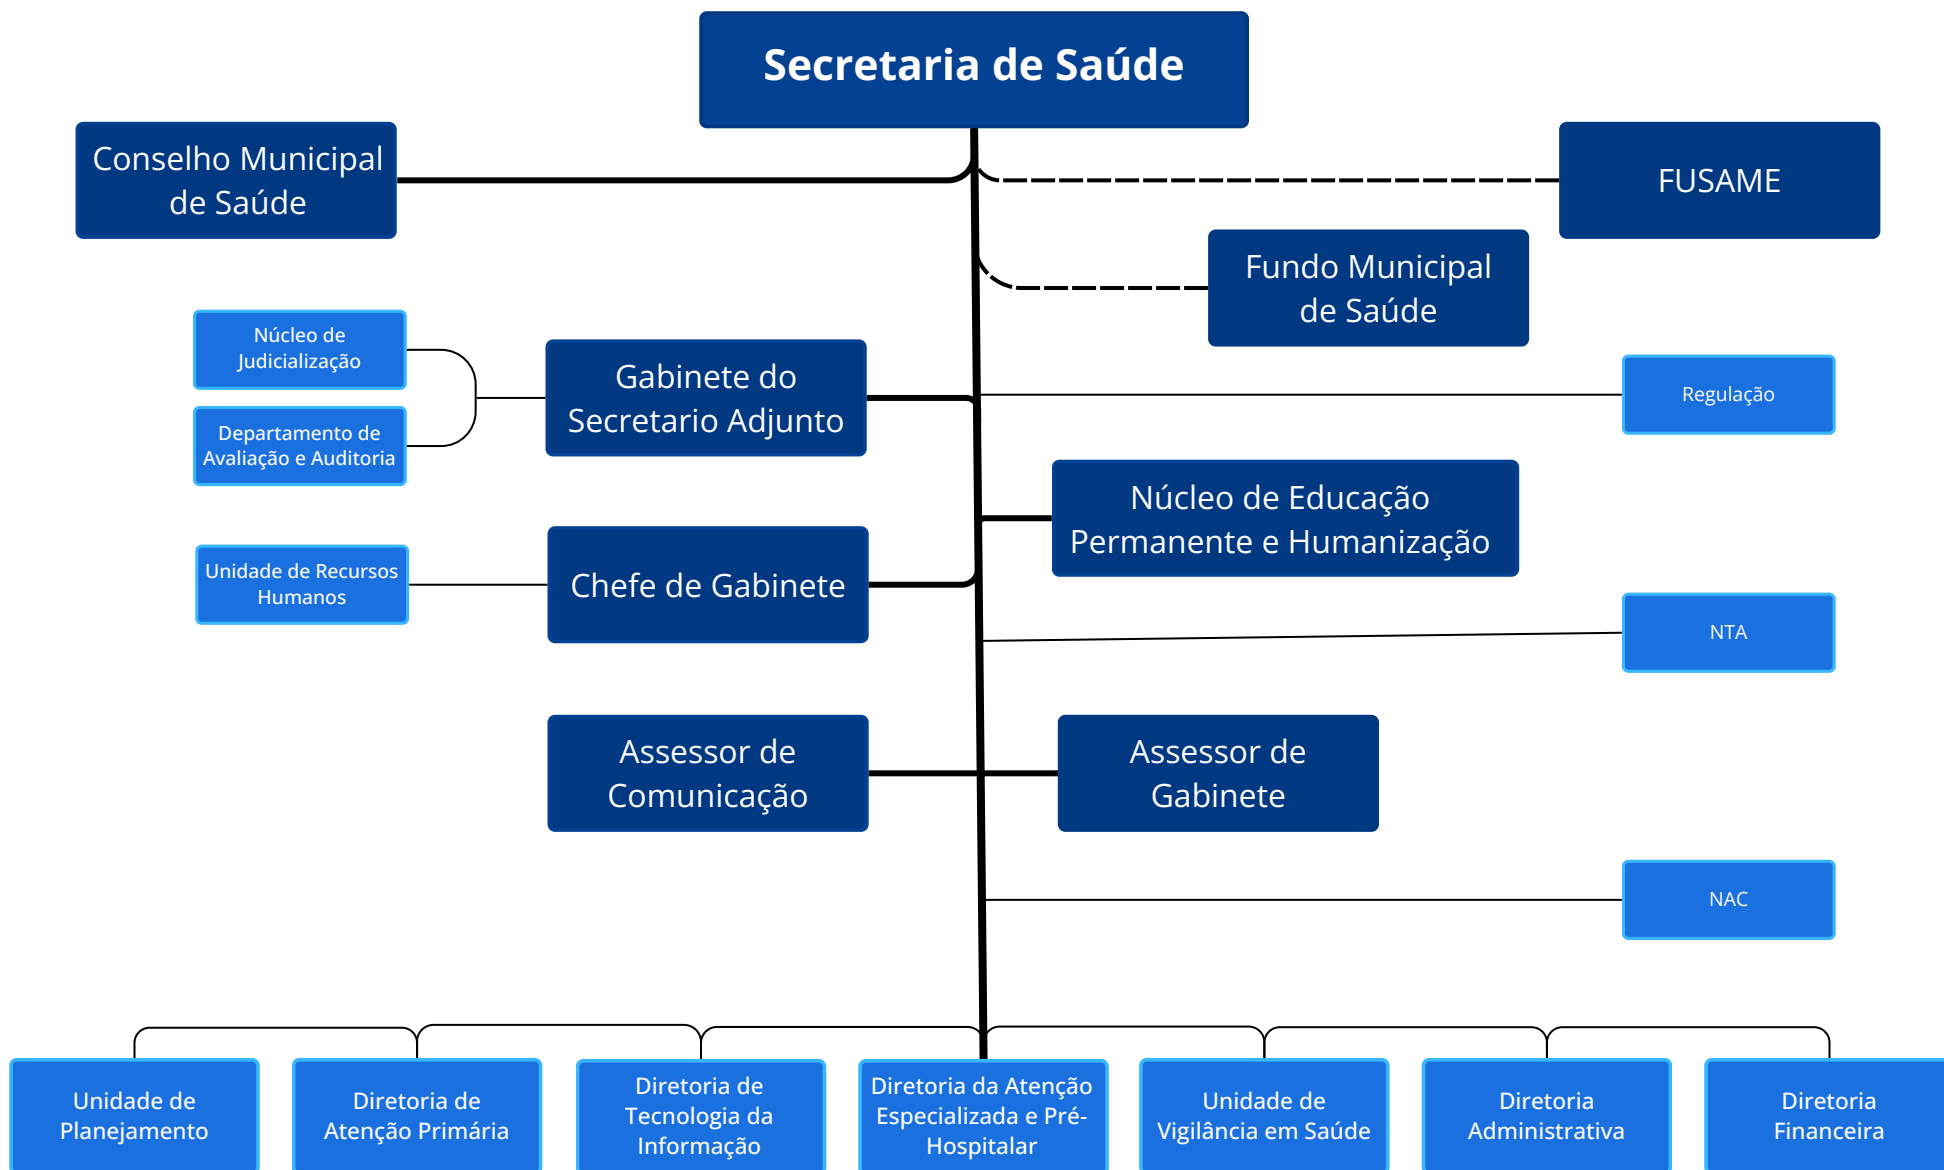 Secretaria de Saúde
Conselho Municipal
de Saúde
FUSAME
Fundo Municipal
de Saúde
Núcleo de
Judicialização
Gabinete do
Secretario Adjunto
Regulação
Departamento de
Avaliação e Auditoria
Núcleo de Educação
Permanente e Humanização
Chefe de Gabinete
Unidade de Recursos
Humanos
NTA
Assessor de
Comunicação
Assessor de
Gabinete
NAC
Unidade de
Planejamento
Diretoria de
Atenção Primária
Diretoria de
Tecnologia da
Informação
Diretoria da Atenção
Especializada e Pré-
Hospitalar
Unidade de
Vigilância em Saúde
Diretoria
Administrativa
Diretoria
Financeira